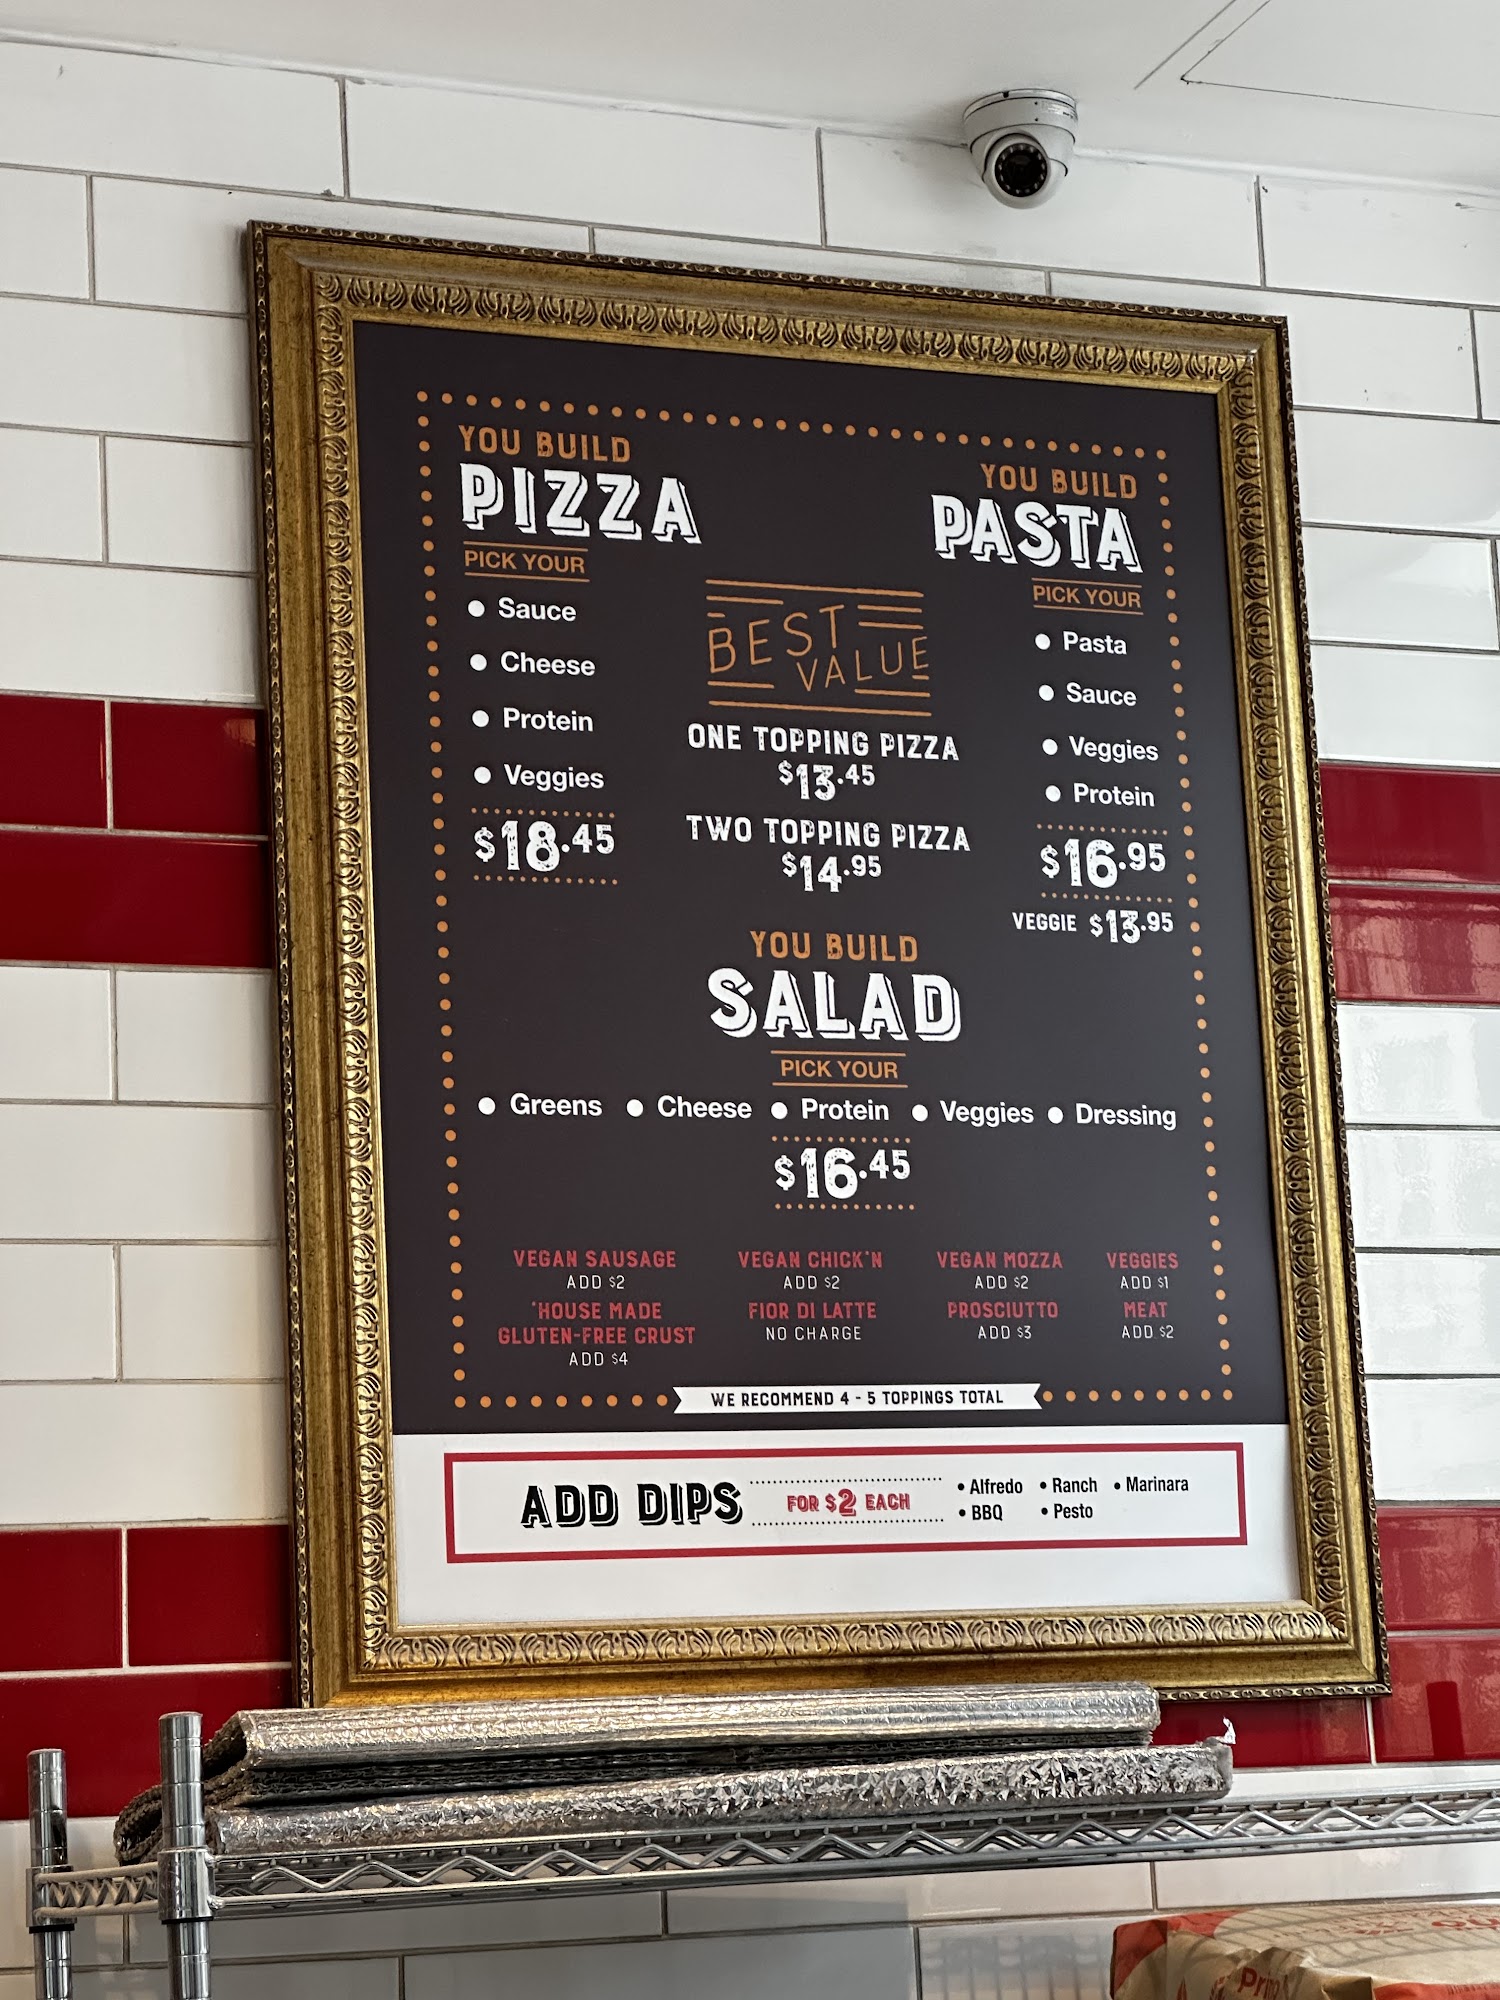 YOU BUILD
PIZZA
PICK YOUR
Sauce
Cheese
Protein
Veggies
$18.45
BEST
VALUE
ONE TOPPING PIZZA
$13.45
TWO TOPPING PIZZA
$14.95
YOU BUILD
PASTA
PICK YOUR
Pasta
Sauce
Veggies
Protein
$16.95
VEGGIE $13.95
YOU BUILD
SALAD
PICK YOUR
Greens Cheese Protein Veggies Dressing
$16.45
VEGAN SAUSAGE
ADD $2
VEGAN CHICK'N
ADD $2
VEGAN MOZZA
ADD $2
VEGGIES
ADD $1
*HOUSE MADE
GLUTEN-FREE CRUST
ADD $4
FIOR DI LATTE
NO CHARGE
PROSCIUTTO
ADD $3
MEAT
ADD $2
WE RECOMMEND 4 - 5 TOPPINGS TOTAL
ADD DIPS FOR $2 EACH
• Alfredo • Ranch • Marinara
• BBQ • Pesto